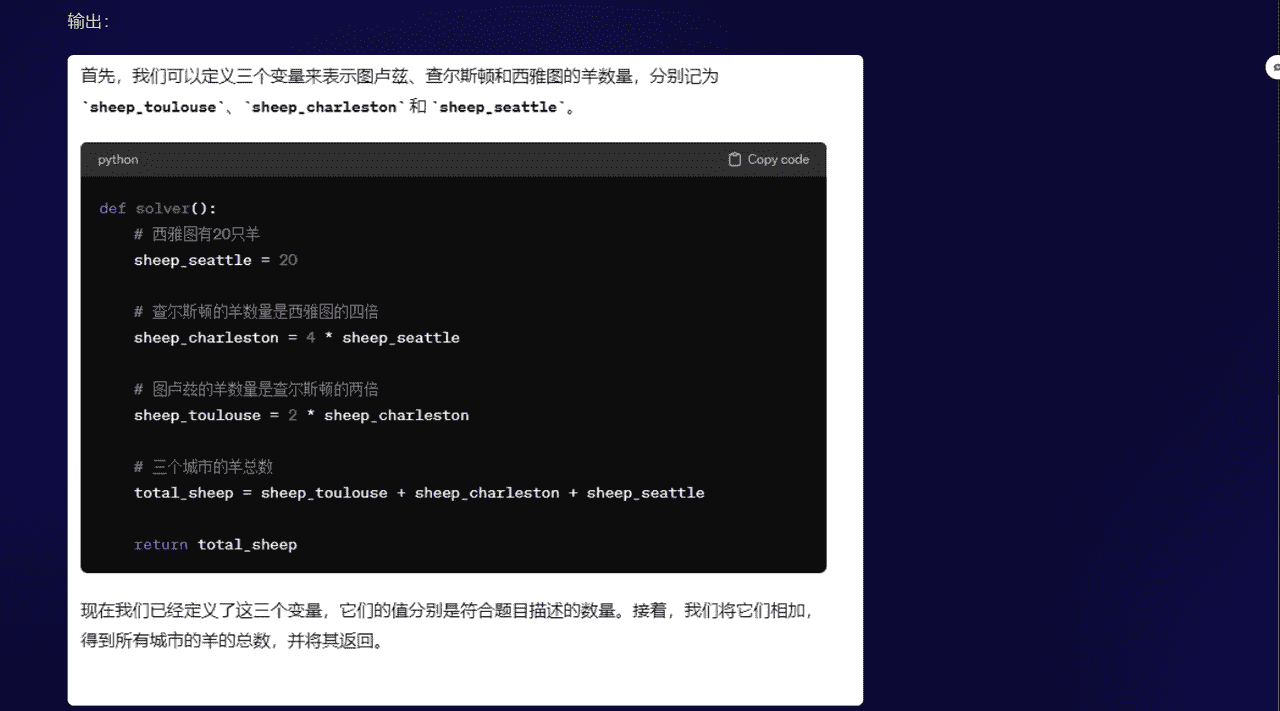 输出：
首先，我们可以定义三个变量来表示图卢兹、查尔斯顿和西雅图的羊数量，分别记为
`sheep_toulouse`、`sheep_charleston` 和 `sheep_seattle`。
python
Copy code
def solver():
    # 西雅图有20只羊
    sheep_seattle = 20
    # 查尔斯顿的羊数量是西雅图的四倍
    sheep_charleston = 4 * sheep_seattle
    # 图卢兹的羊数量是查尔斯顿的两倍
    sheep_toulouse = 2 * sheep_charleston
    # 三个城市的羊总数
    total_sheep = sheep_toulouse + sheep_charleston + sheep_seattle
    return total_sheep
现在我们已经定义了这三个变量，它们的值分别是符合题目描述的数量。接着，我们将它们相加，
得到所有城市的羊的总数，并将其返回。